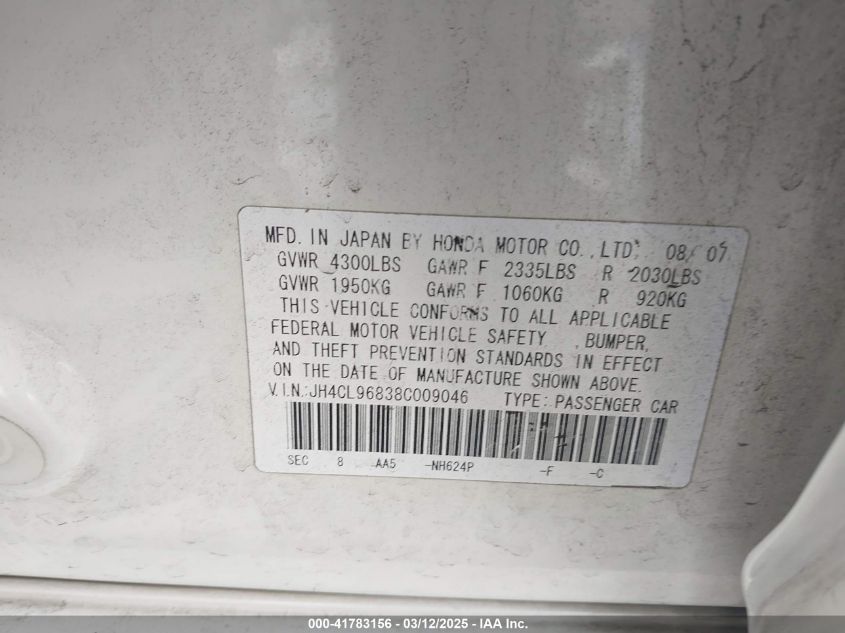 MFD. IN JAPAN BY HONDA MOTOR CO.,LTD. 08/07
GVWR 4300LBS GAWR F 2335LBS R 2030LBS
GVWR 1950KG GAWR F 1060KG R 920KG
THIS VEHICLE CONFORMS TO ALL APPLICABLE
FEDERAL MOTOR VEHICLE SAFETY , BUMPER,
AND THEFT PREVENTION STANDARDS IN EFFECT
ON THE DATE OF MANUFACTURE SHOWN ABOVE.
V.I.N.:JH4CL96838C009046 TYPE:PASSENGER CAR
SEC 8 AA5 -NH624P -F -C
000-41783156 - 03/12/2025 - IAA Inc.